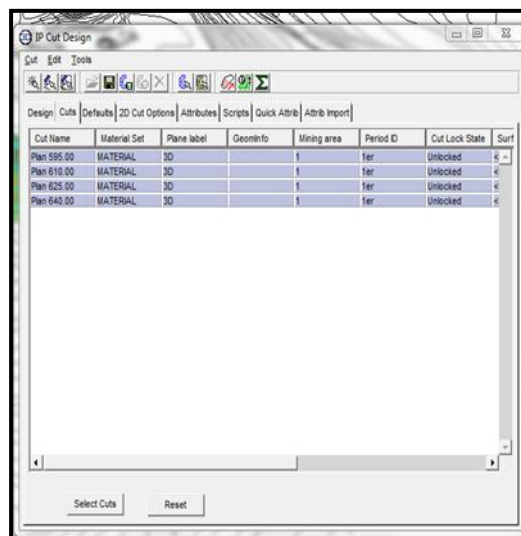 IP Cut Design
Cut Edit Tools
Design Cuts Defaults 2D Cut Options Attributes Scripts Quick Attrib Attrib Import
Cut Name Material Set Plane label GeomInfo Mining area Period ID Cut Lock State Surf
Plan 595.00 MATERIAL 3D 1 1er Unlocked <
Plan 610.00 MATERIAL 3D 1 1er Unlocked <
Plan 625.00 MATERIAL 3D 1 1er Unlocked <
Plan 640.00 MATERIAL 3D 1 1er Unlocked <
Select Cuts Reset